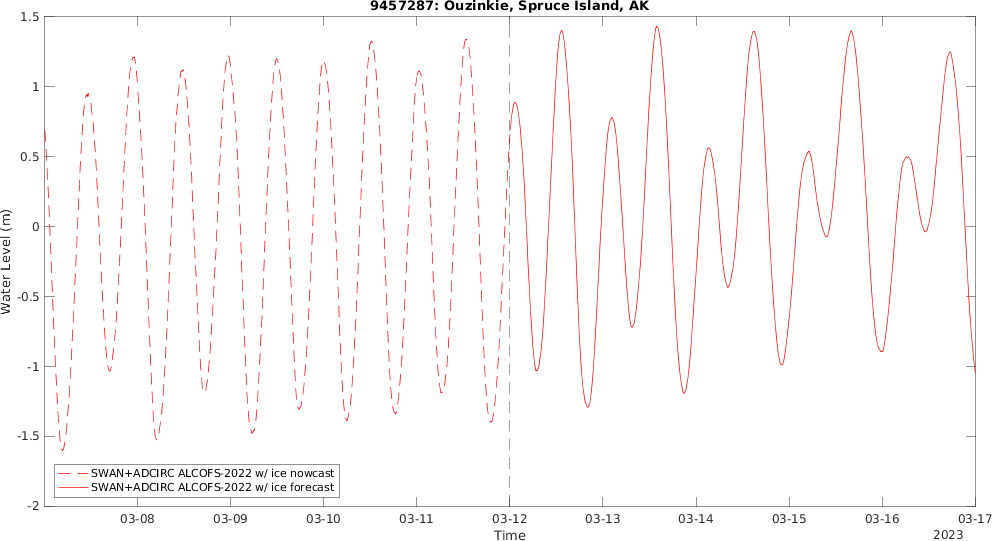 9457287: Ouzinkie, Spruce Island, AK
1.5
1
0.5
0
-0.5
-1
-1.5
-2
Water Level (m)
SWAN+ADCIRC ALCOFS-2022 w/ ice nowcast
SWAN+ADCIRC ALCOFS-2022 w/ ice forecast
03-08 03-09 03-10 03-11 03-12 03-13 03-14 03-15 03-16 03-17
Time
2023